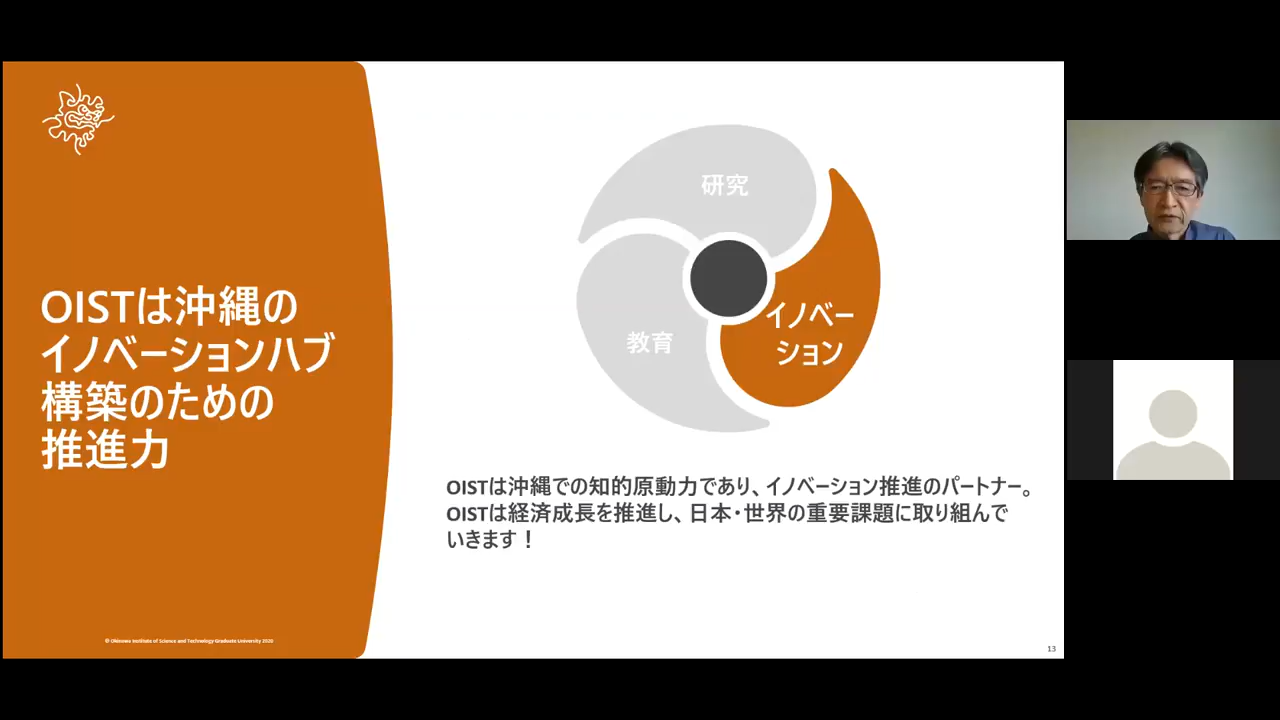 OISTは沖縄の
イノベーションハブ
構築のための
推進力
© Okinawa Institute of Science and Technology Graduate University 2020
研究
イノベー
ション
教育
OISTは沖縄での知的原動力であり、イノベーション推進のパートナー。
OISTは経済成長を推進し、日本・世界の重要課題に取り組んで
いきます！
13